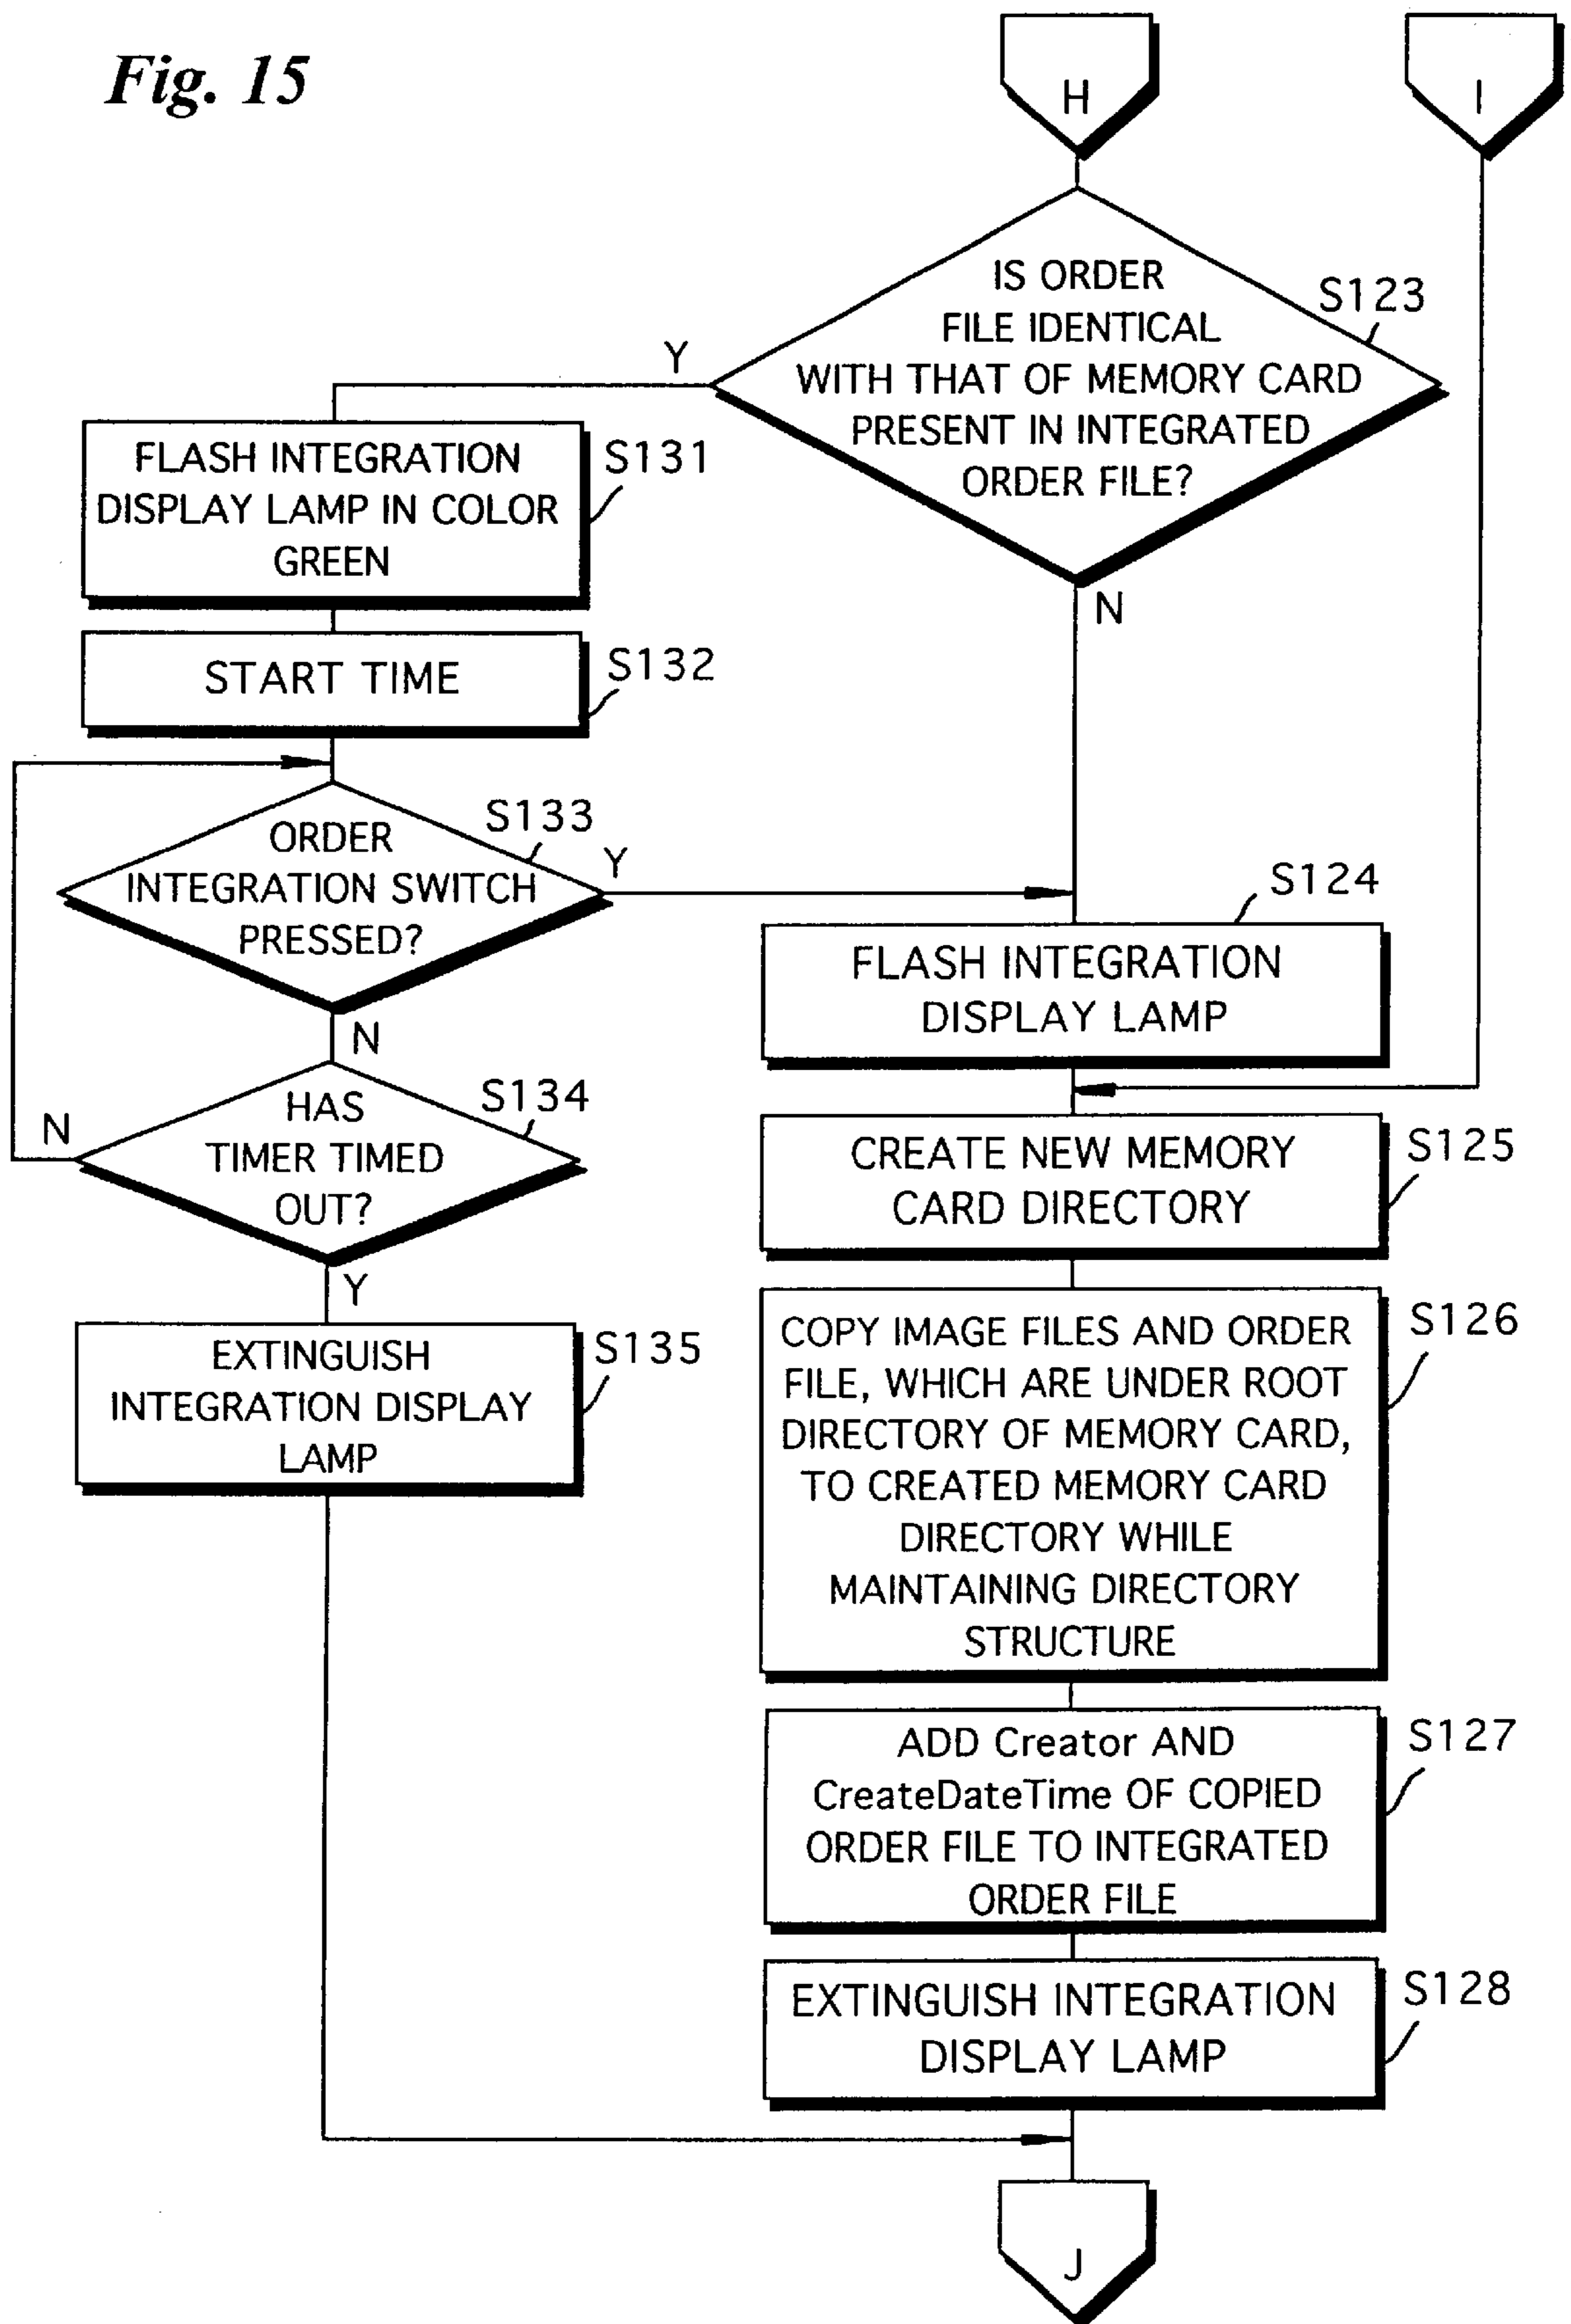 Fig. 15
H
I
IS ORDER
FILE IDENTICAL
WITH THAT OF MEMORY CARD
PRESENT IN INTEGRATED
ORDER FILE?
S123
Y
N
FLASH INTEGRATION
DISPLAY LAMP IN COLOR
GREEN
S131
START TIME
S132
ORDER
INTEGRATION SWITCH
PRESSED?
S133
Y
N
HAS
TIMER TIMED
OUT?
S134
N
Y
EXTINGUISH
INTEGRATION DISPLAY
LAMP
S135
FLASH INTEGRATION
DISPLAY LAMP
S124
CREATE NEW MEMORY
CARD DIRECTORY
S125
COPY IMAGE FILES AND ORDER
FILE, WHICH ARE UNDER ROOT
DIRECTORY OF MEMORY CARD,
TO CREATED MEMORY CARD
DIRECTORY WHILE
MAINTAINING DIRECTORY
STRUCTURE
S126
ADD Creator AND
CreateDateTime OF COPIED
ORDER FILE TO INTEGRATED
ORDER FILE
S127
EXTINGUISH INTEGRATION
DISPLAY LAMP
S128
J